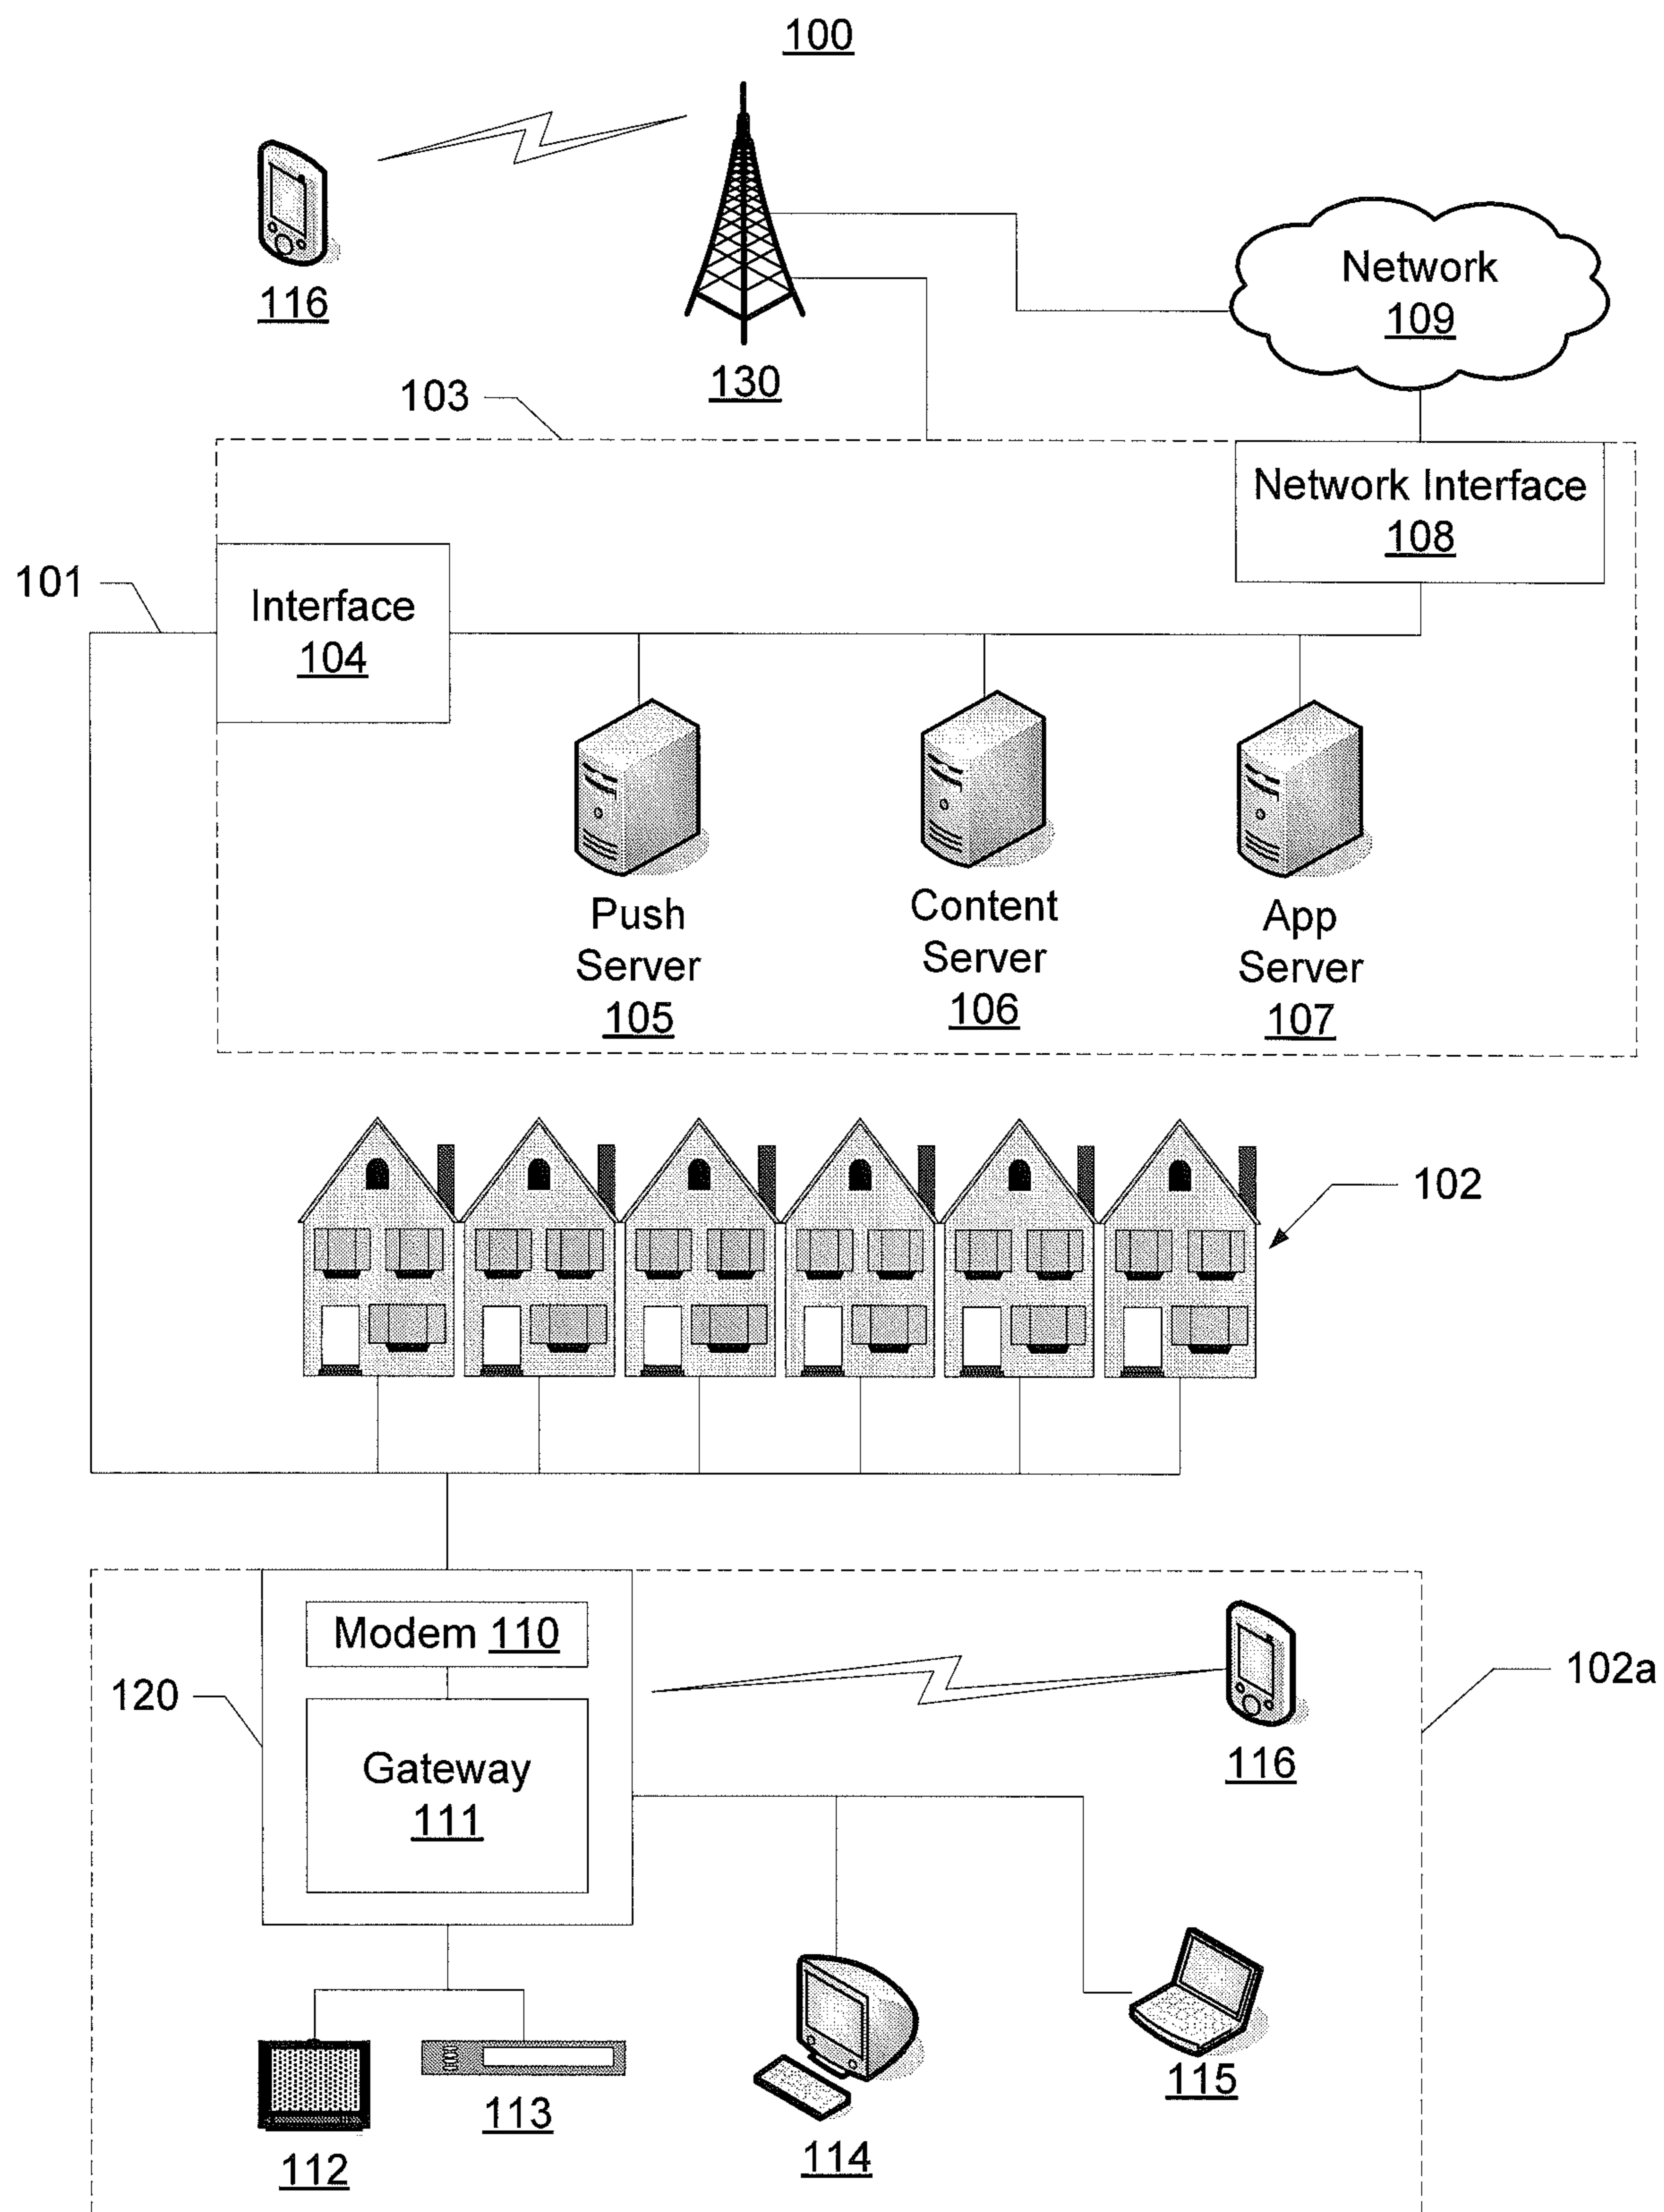 100
116
130
Network
109
103
Network Interface
108
101
Interface
104
Push
Server
105
Content
Server
106
App
Server
107
102
Modem 110
120
Gateway
111
116
102a
112
113
114
115